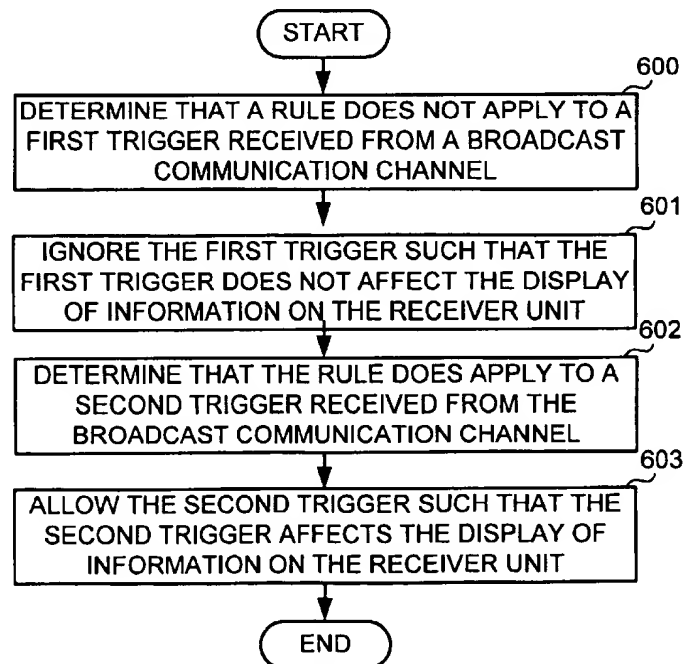 START
600
DETERMINE THAT A RULE DOES NOT APPLY TO A
FIRST TRIGGER RECEIVED FROM A BROADCAST
COMMUNICATION CHANNEL
601
IGNORE THE FIRST TRIGGER SUCH THAT THE
FIRST TRIGGER DOES NOT AFFECT THE DISPLAY
OF INFORMATION ON THE RECEIVER UNIT
602
DETERMINE THAT THE RULE DOES APPLY TO A
SECOND TRIGGER RECEIVED FROM THE
BROADCAST COMMUNICATION CHANNEL
603
ALLOW THE SECOND TRIGGER SUCH THAT THE
SECOND TRIGGER AFFECTS THE DISPLAY OF
INFORMATION ON THE RECEIVER UNIT
END